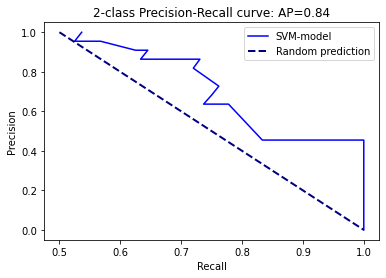 2-class Precision-Recall curve: AP=0.84
SVM-model
Random prediction
Precision
1.0
0.8
0.6
0.4
0.2
0.0
0.5 0.6 0.7 0.8 0.9 1.0
Recall